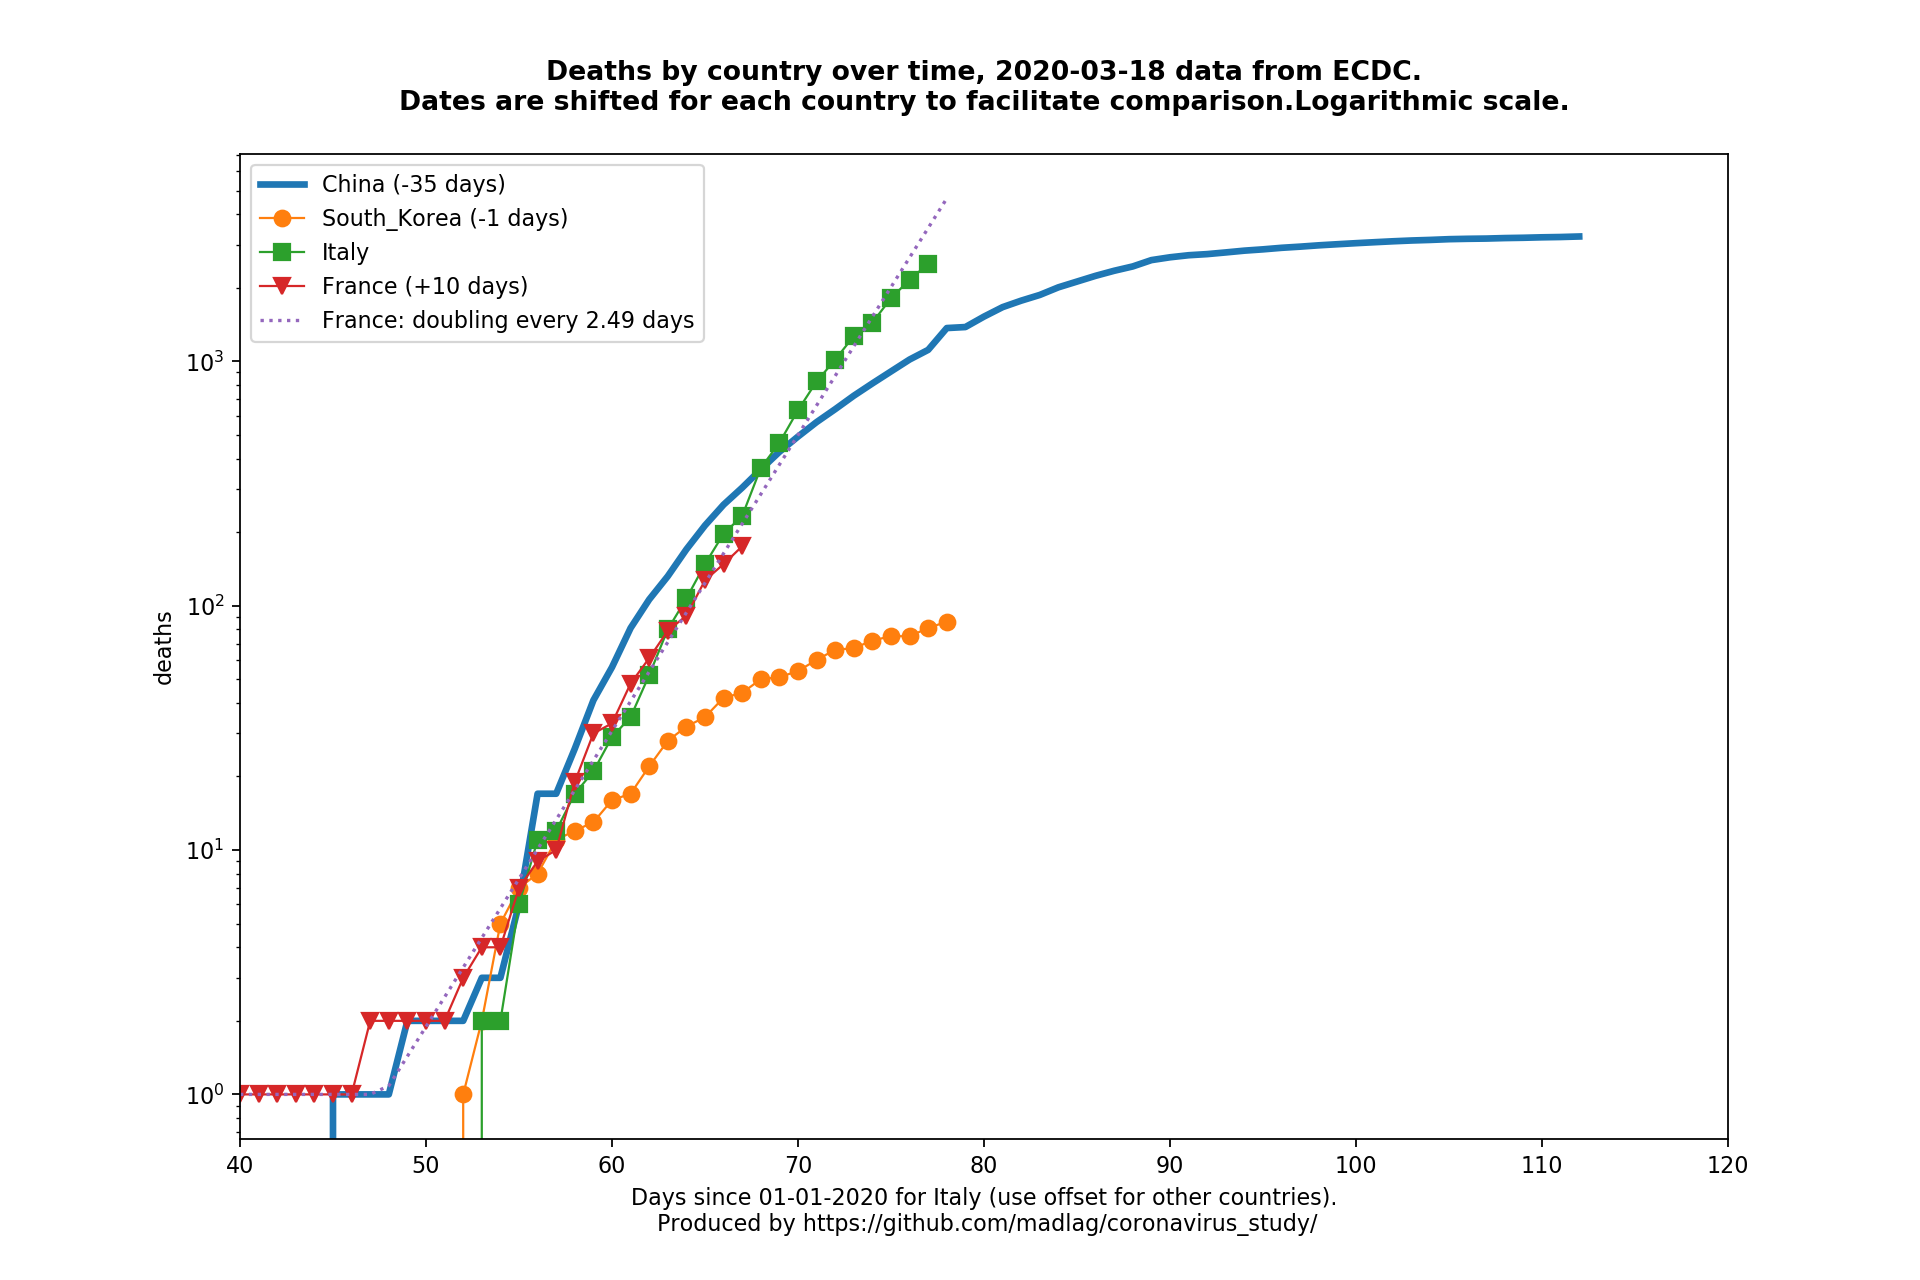 Deaths by country over time, 2020-03-18 data from ECDC.
Dates are shifted for each country to facilitate comparison.Logarithmic scale.
China (-35 days)
South_Korea (-1 days)
Italy
France (+10 days)
France: doubling every 2.49 days
10³
10²
10¹
10⁰
deaths
40 50 60 70 80 90 100 110 120
Days since 01-01-2020 for Italy (use offset for other countries).
Produced by https://github.com/madlag/coronavirus_study/